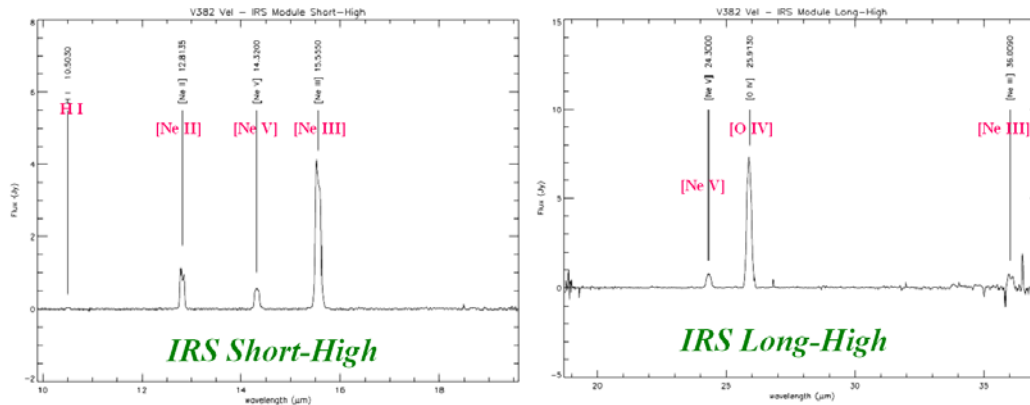 V382 Vel – IRS Module Short-High
H I 10.5030
[Ne II] 12.8135
[Ne V] 14.3200
[Ne III] 15.5550
H I
[Ne II]
[Ne V]
[Ne III]
Flux (Jy)
8
6
4
2
0
−2
10
12
14
16
18
wavelength (μm)
IRS Short-High
V382 Vel – IRS Module Long-High
[Ne V] 24.3000
[O IV] 25.9130
[Ne III] 36.0090
[O IV]
[Ne III]
[Ne V]
Flux (Jy)
15
10
5
0
−5
20
25
30
35
wavelength (μm)
IRS Long-High